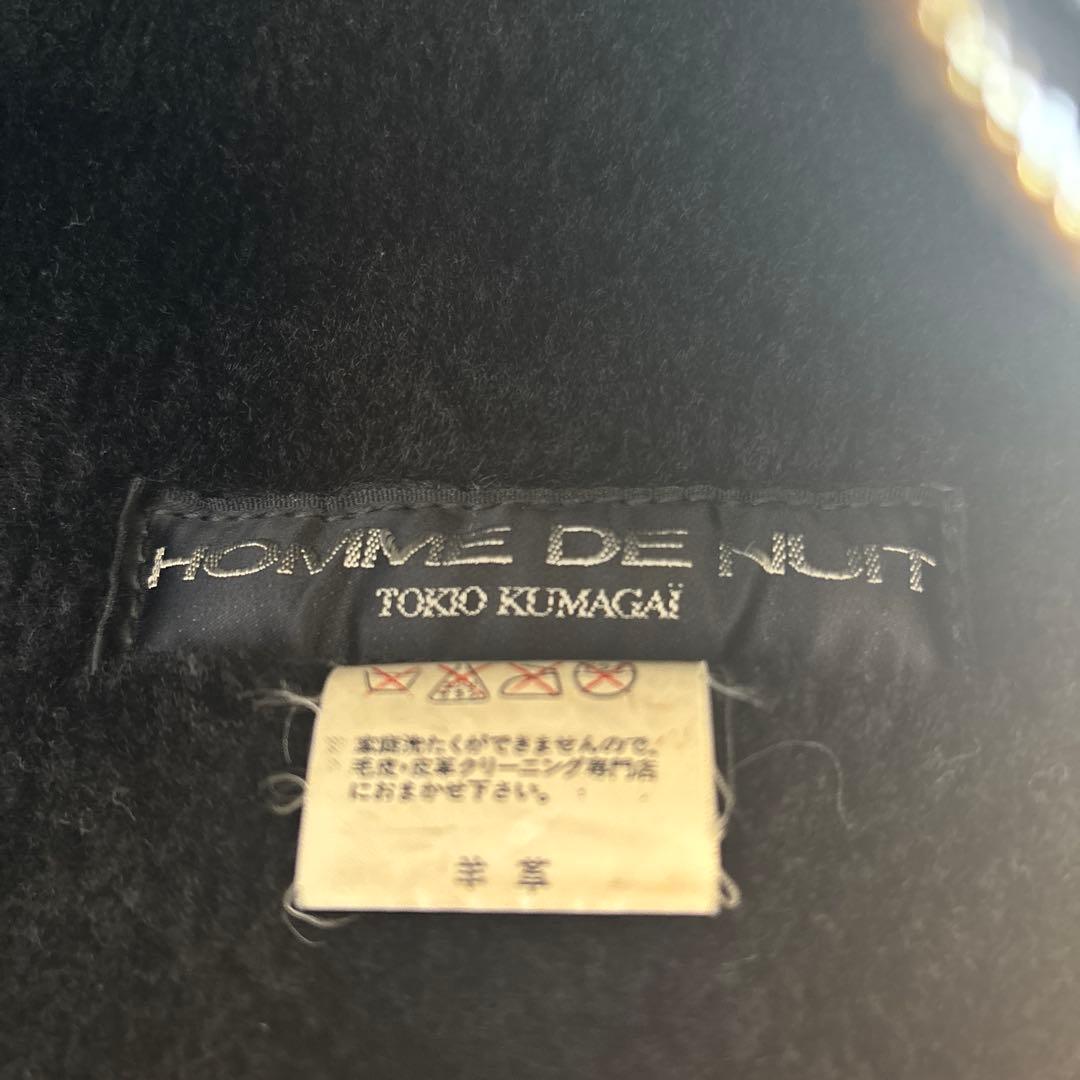 HOMME DE NUIT
TOKIO KUMAGAÏ
※ 家庭洗たくができませんので、
毛皮・皮革クリーニング専門店
におまかせ下さい。
羊 革